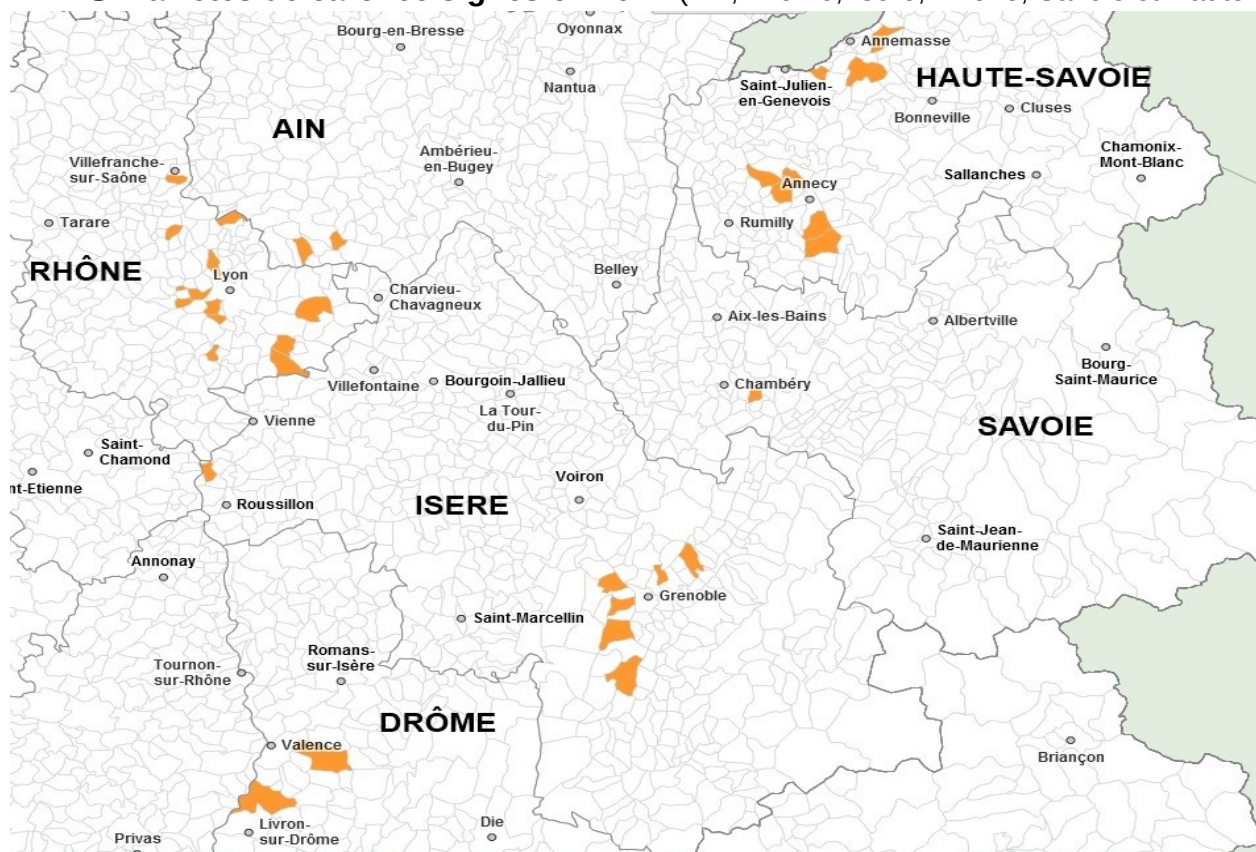 Bourg-en-Bresse
Oyonnax
Annemasse
Saint-Julien-
en-Genevois
HAUTE-SAVOIE
Nantua
Bonneville
Cluses
AIN
Villefranche-
sur-Saône
Ambérieu-
en-Bugey
Chamonix-
Mont-Blanc
Sallanches
Annecy
Tarare
Rumilly
RHÔNE
Lyon
Belley
Charvieu-
Chavagneux
Aix-les-Bains
Albertville
Villefontaine
Bourgoin-Jallieu
Chambéry
Bourg-
Saint-Maurice
La Tour-
du-Pin
Vienne
SAVOIE
Saint-
Chamond
nt-Etienne
Voiron
Roussillon
ISERE
Saint-Jean-
de-Maurienne
Annonay
Grenoble
Saint-Marcellin
Tournon-
sur-Rhône
Romans-
sur-Isère
DRÔME
Valence
Briançon
Livron-
sur-Drôme
Die
Privas